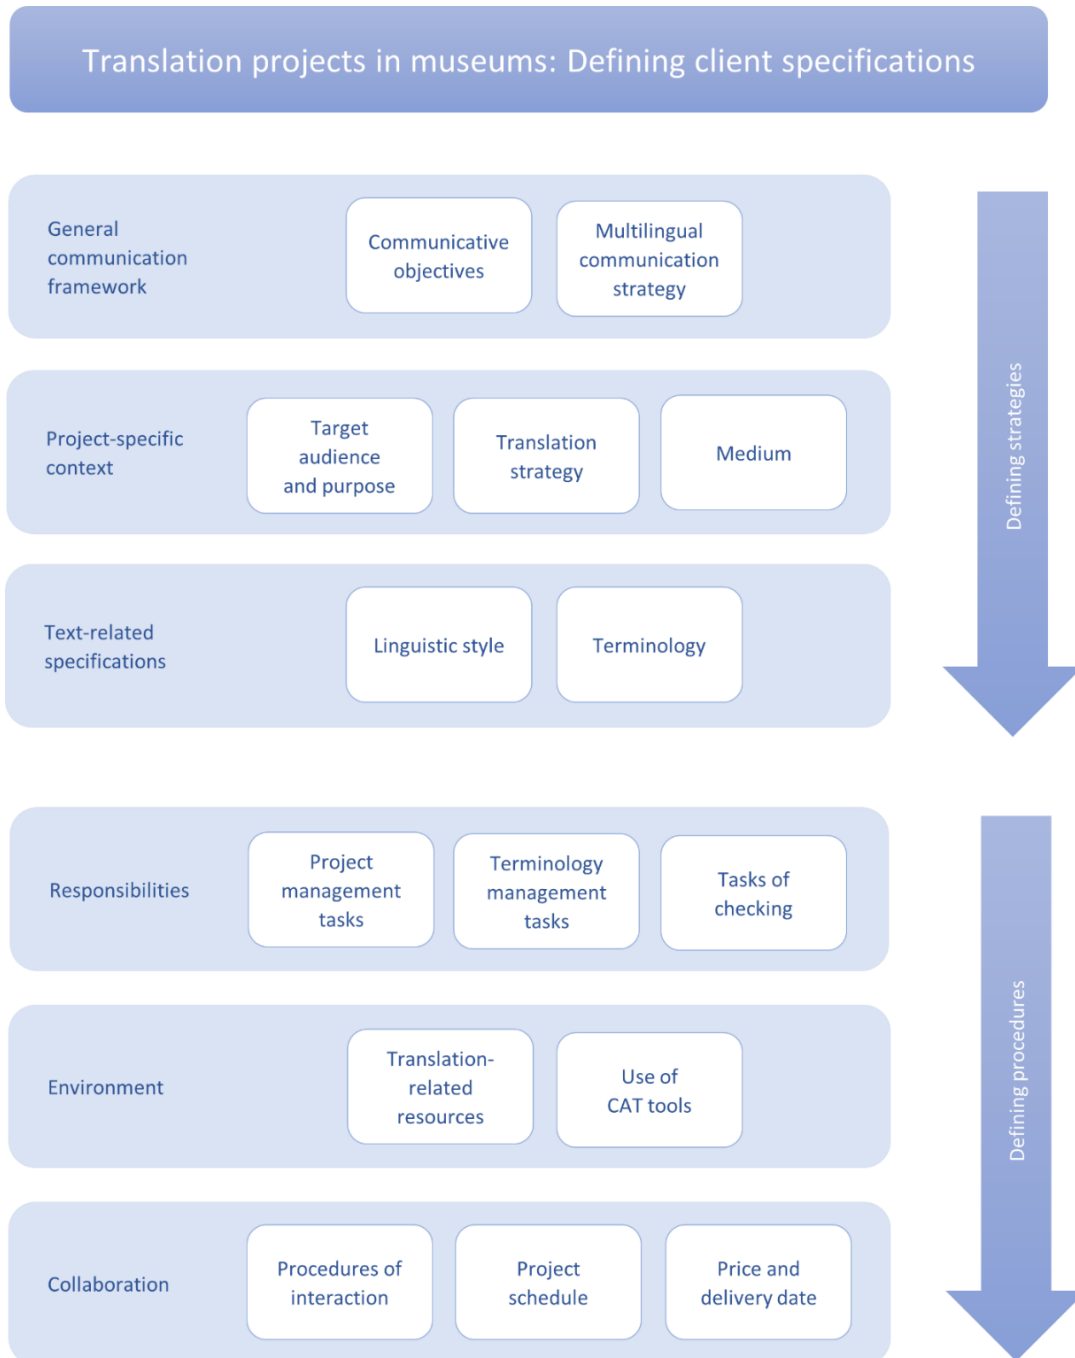 Translation projects in museums: Defining client specifications
General
communication
framework
Communicative
objectives
Multilingual
communication
strategy
Project-specific
context
Target
audience
and purpose
Translation
strategy
Medium
Text-related
specifications
Linguistic style
Terminology
Defining strategies
Responsibilities
Project
management
tasks
Terminology
management
tasks
Tasks of
checking
Environment
Translation-
related
resources
Use of
CAT tools
Collaboration
Procedures of
interaction
Project
schedule
Price and
delivery date
Defining procedures